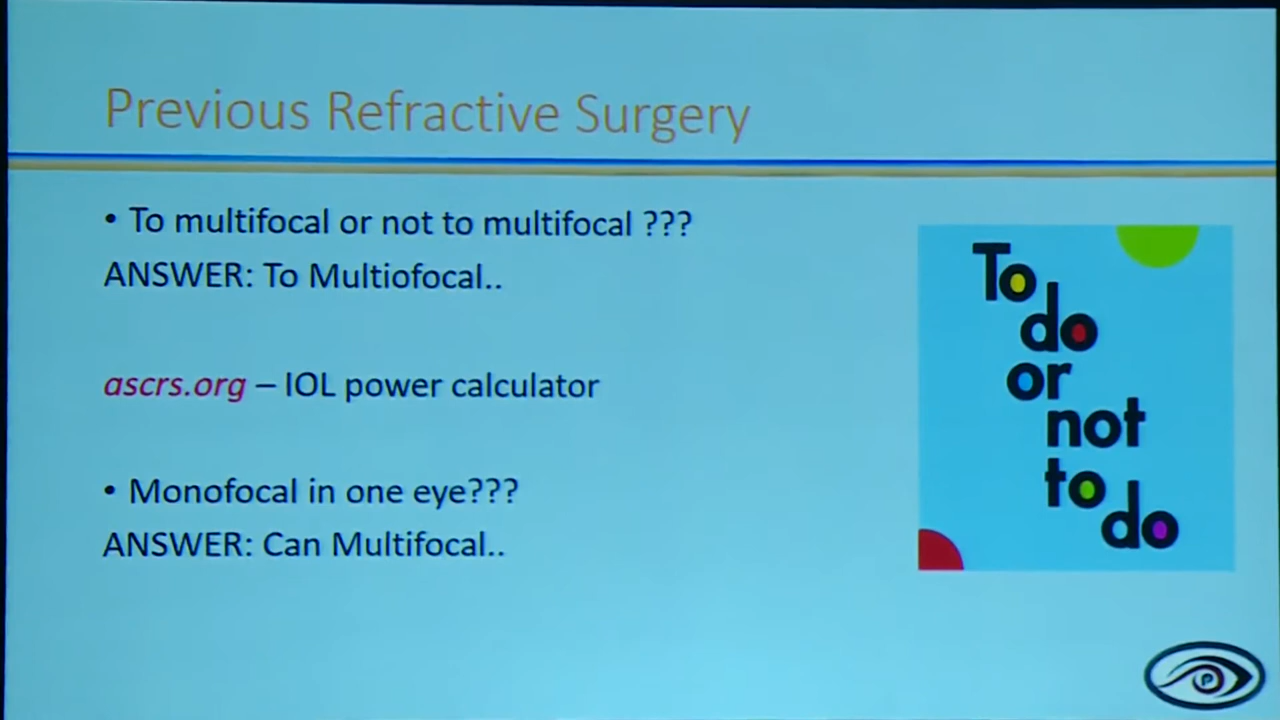 Previous Refractive Surgery
• To multifocal or not to multifocal ???
ANSWER: To Multiofocal..
ascrs.org – IOL power calculator
• Monofocal in one eye???
ANSWER: Can Multifocal..
To
do
or
not
to
do